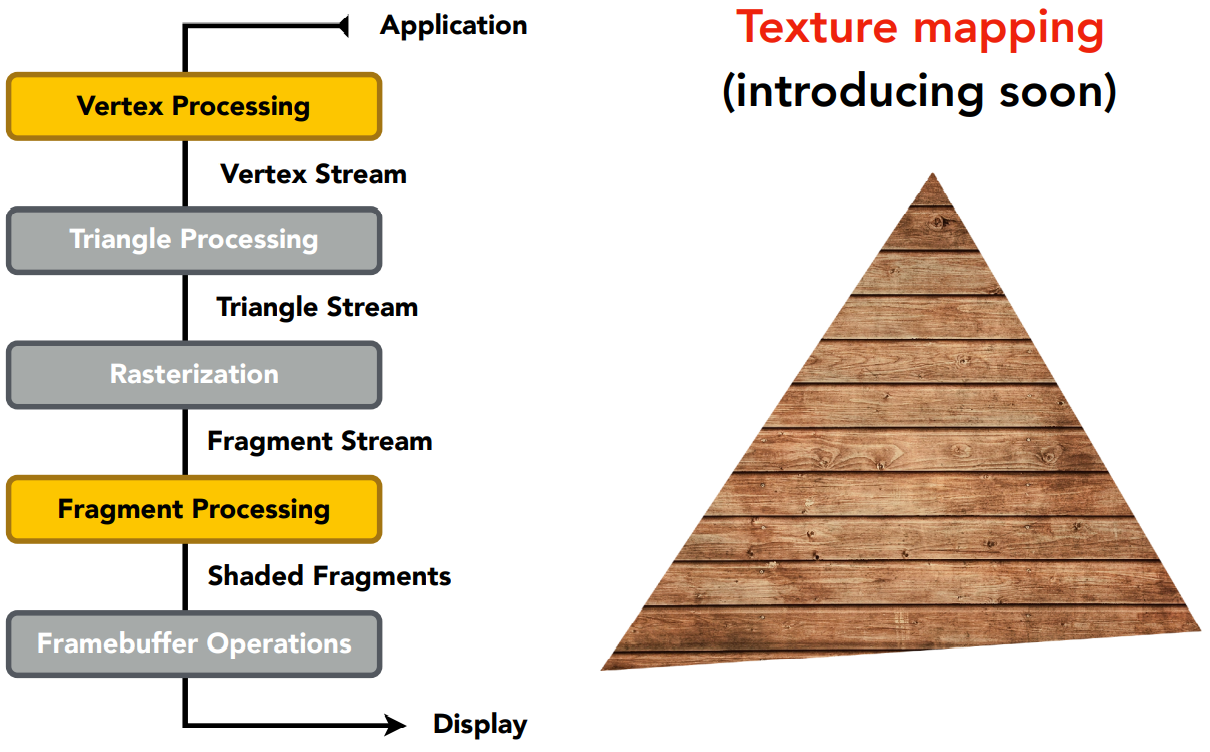 Application
Vertex Processing
Vertex Stream
Triangle Processing
Triangle Stream
Rasterization
Fragment Stream
Fragment Processing
Shaded Fragments
Framebuffer Operations
Display
Texture mapping
(introducing soon)